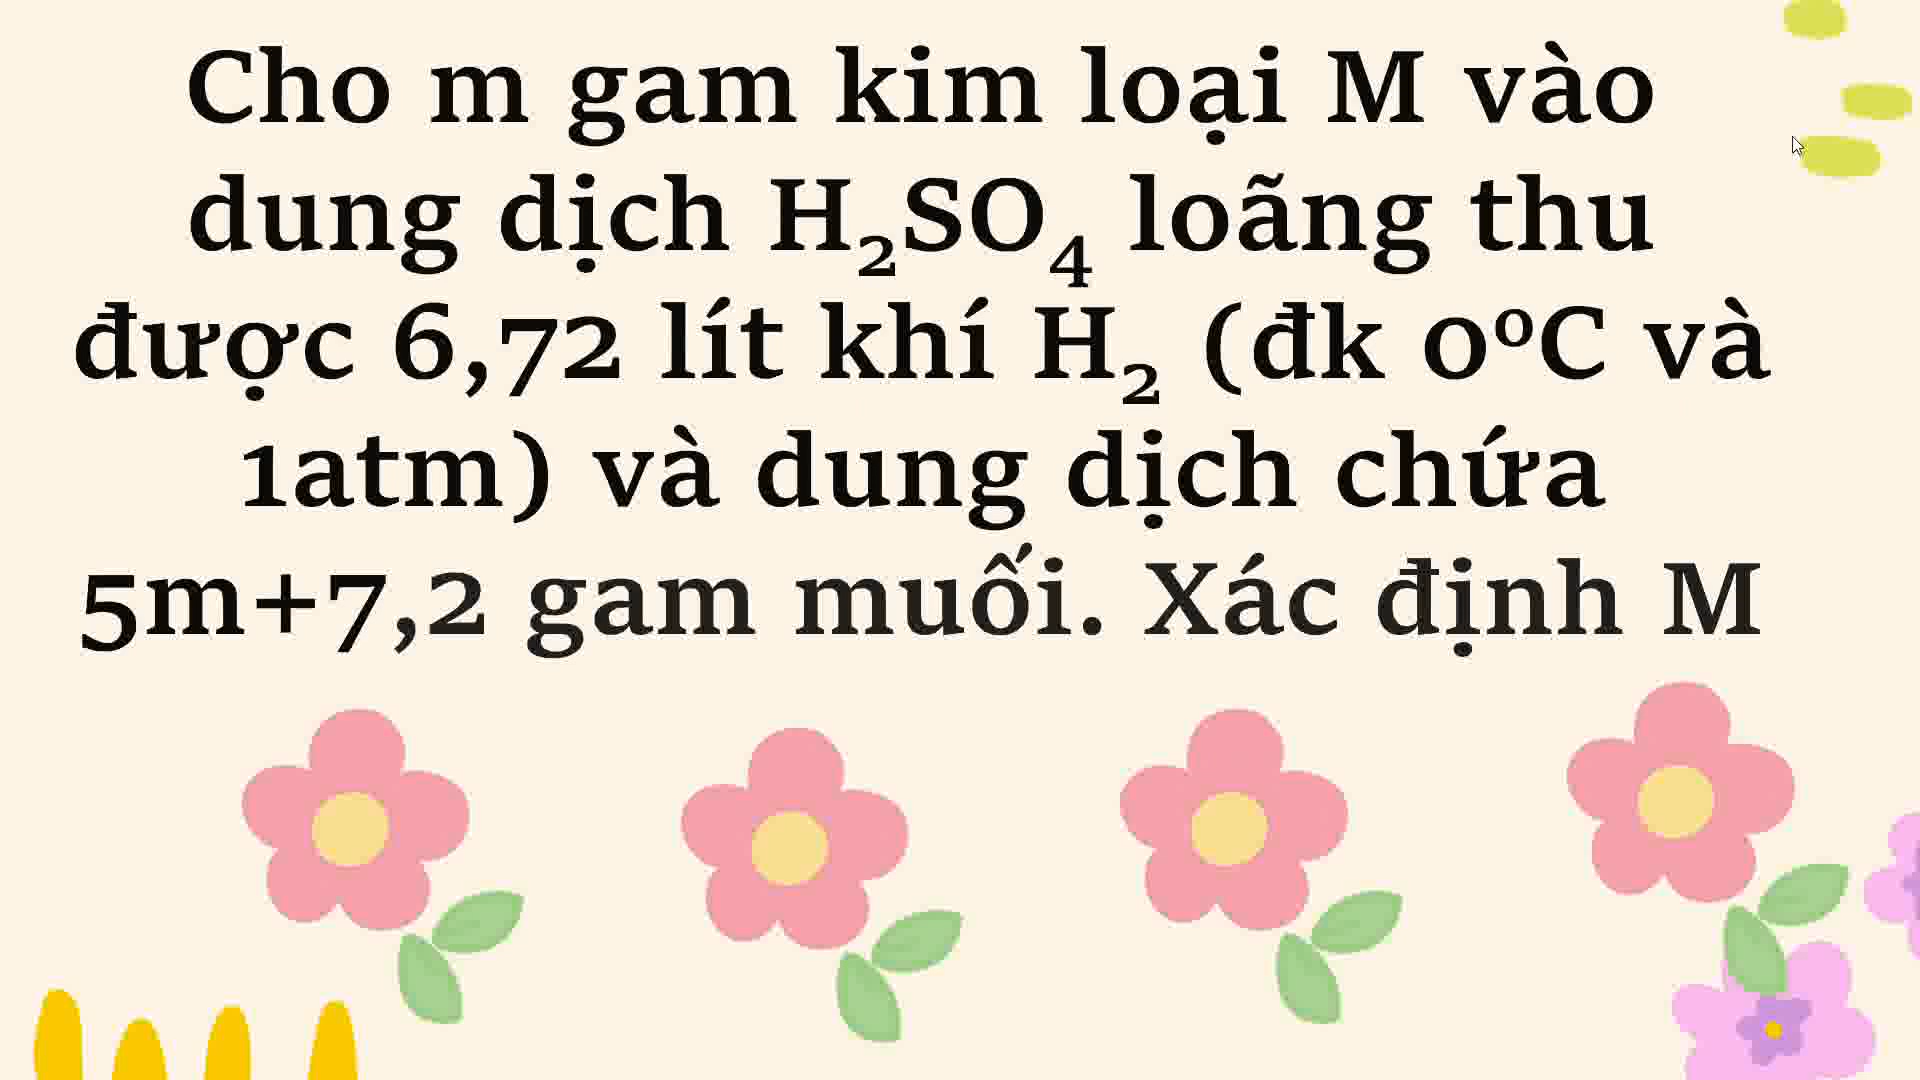 Cho m gam kim loại M vào
dung dịch H₂SO₄ loãng thu
được 6,72 lít khí H₂ (đk 0ºC và
1atm) và dung dịch chứa
5m+7,2 gam muối. Xác định M